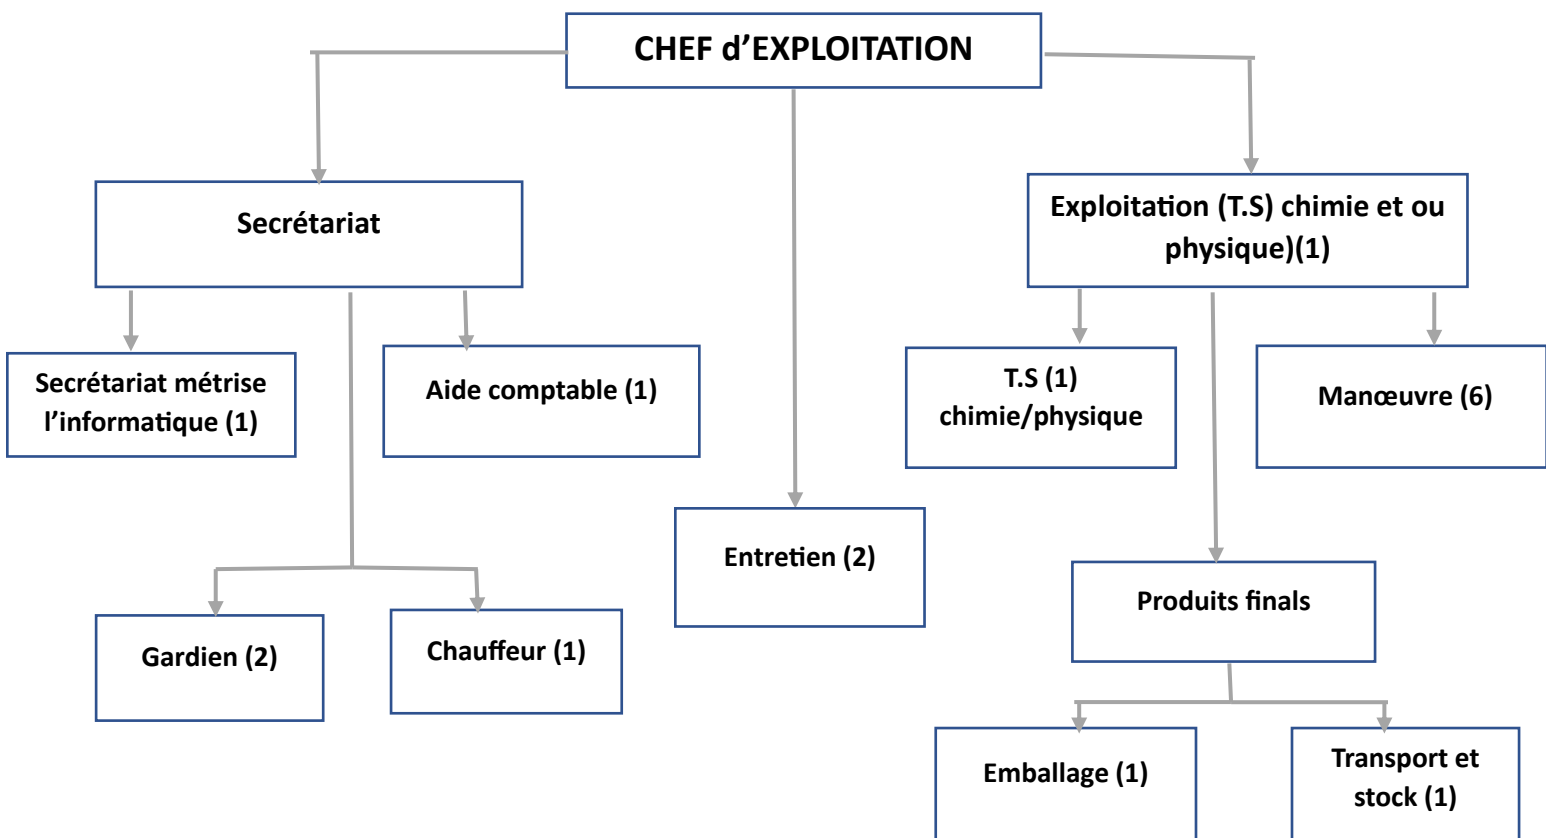 CHEF d’EXPLOITATION
Secrétariat
Exploitation (T.S) chimie et ou
physique)(1)
Secrétariat métrise
l’informatique (1)
Aide comptable (1)
T.S (1)
chimie/physique
Manœuvre (6)
Entretien (2)
Gardien (2)
Chauffeur (1)
Produits finals
Emballage (1)
Transport et
stock (1)